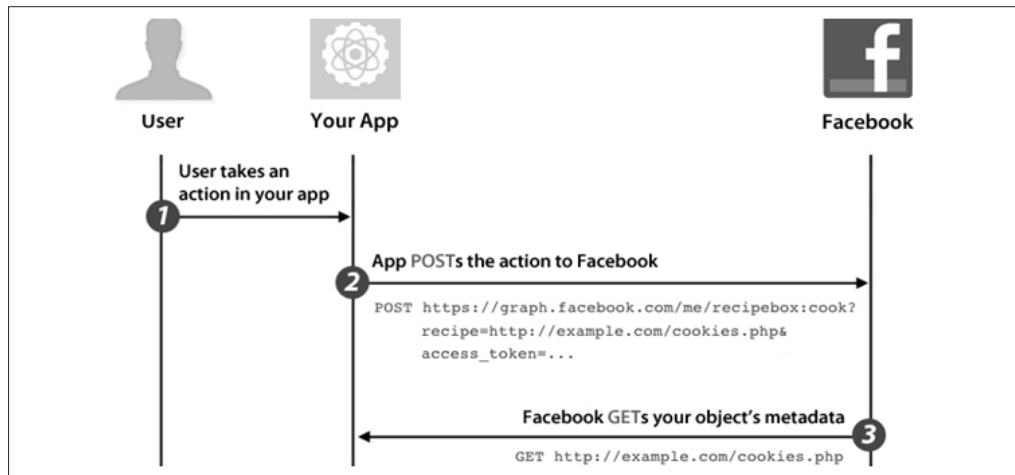 f
User
Your App
Facebook
User takes an
action in your app
1
App POSTs the action to Facebook
2
POST https://graph.facebook.com/me/recipebox:cook?
recipe=http://example.com/cookies.php&
access_token=...
Facebook GETs your object's metadata
3
GET http://example.com/cookies.php